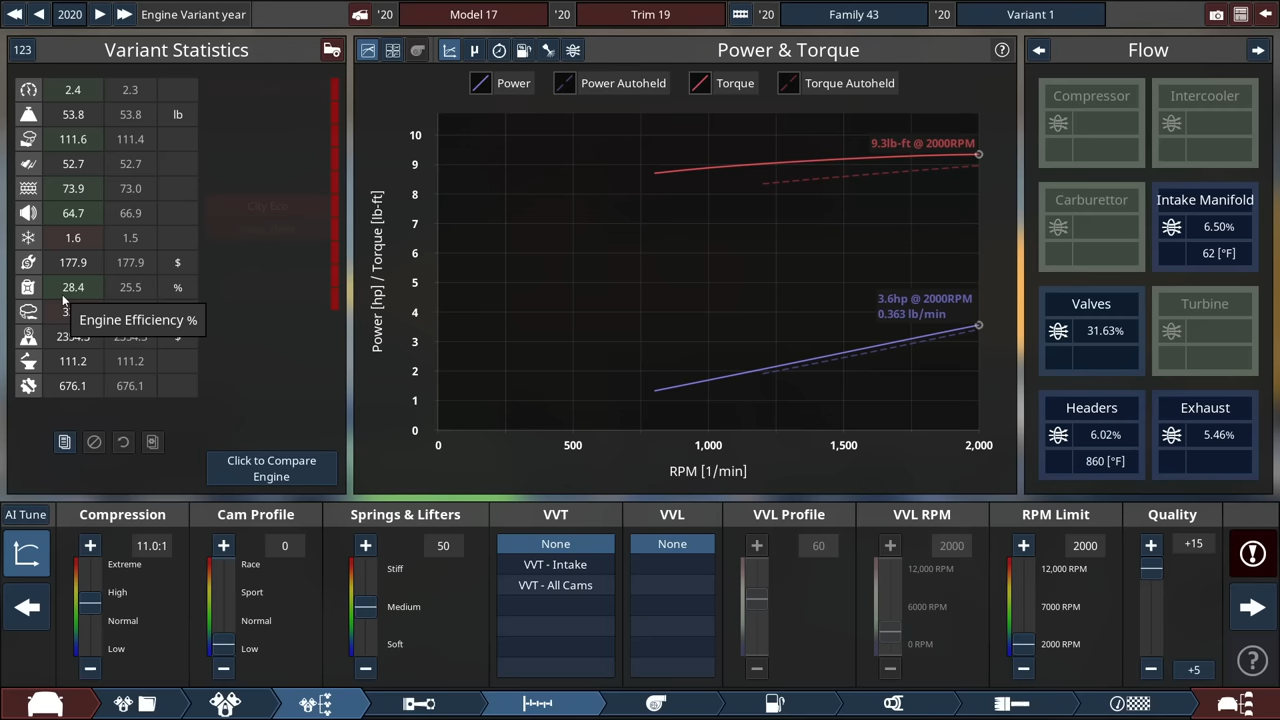 2020
Engine Variant year
'20
Model 17
'20
Trim 19
'20
Family 43
'20
Variant 1
123
Variant Statistics
Power & Torque
?
Flow
2.4 2.3
53.8 53.8 lb
111.6 111.4
52.7 52.7
73.9 73.0
64.7 66.9
1.6 1.5
177.9 177.9 $
28.4 25.5 %
Engine Efficiency %
111.2 111.2
676.1 676.1
City Eco
Click to Compare
Engine
Power
Power Autoheld
Torque
Torque Autoheld
10
9
8
7
6
5
4
3
2
1
0
Power [hp] / Torque [lb-ft]
9.3lb-ft @ 2000RPM
3.6hp @ 2000RPM
0.363 lb/min
0
500
1,000
1,500
2,000
RPM [1/min]
Compressor
Intercooler
Carburettor
Intake Manifold
6.50%
62 [°F]
Valves
31.63%
Turbine
Headers
6.02%
860 [°F]
Exhaust
5.46%
AI Tune
Compression
11.0:1
Extreme
High
Normal
Low
Cam Profile
0
Race
Sport
Normal
Low
Springs & Lifters
50
Stiff
Medium
Soft
VVT
None
VVT - Intake
VVT - All Cams
VVL
None
VVL Profile
60
VVL RPM
2000
12,000 RPM
6000 RPM
0 RPM
RPM Limit
2000
12,000 RPM
7000 RPM
2000 RPM
Quality
+15
+5
?